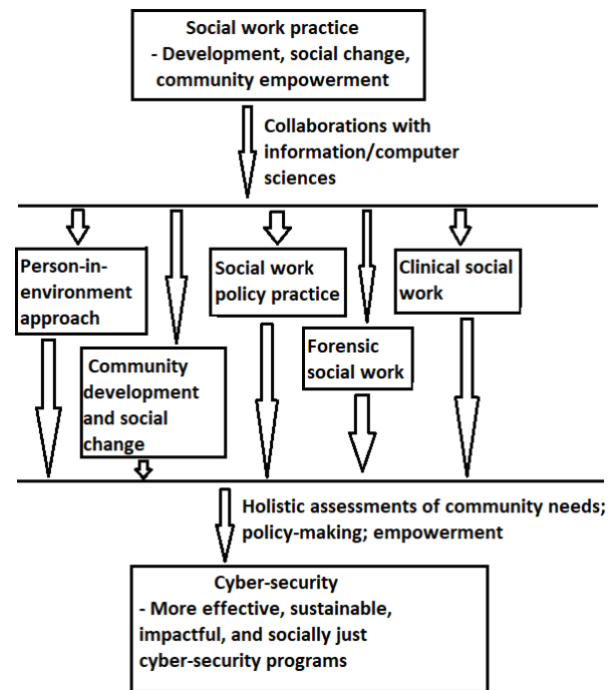 Social work practice
- Development, social change,
community empowerment
Collaborations with
information/computer
sciences
Person-in-
environment
approach
Social work
policy practice
Clinical social
work
Community
development
and social
change
Forensic
social work
Holistic assessments of community needs;
policy-making; empowerment
Cyber-security
- More effective, sustainable,
impactful, and socially just
cyber-security programs